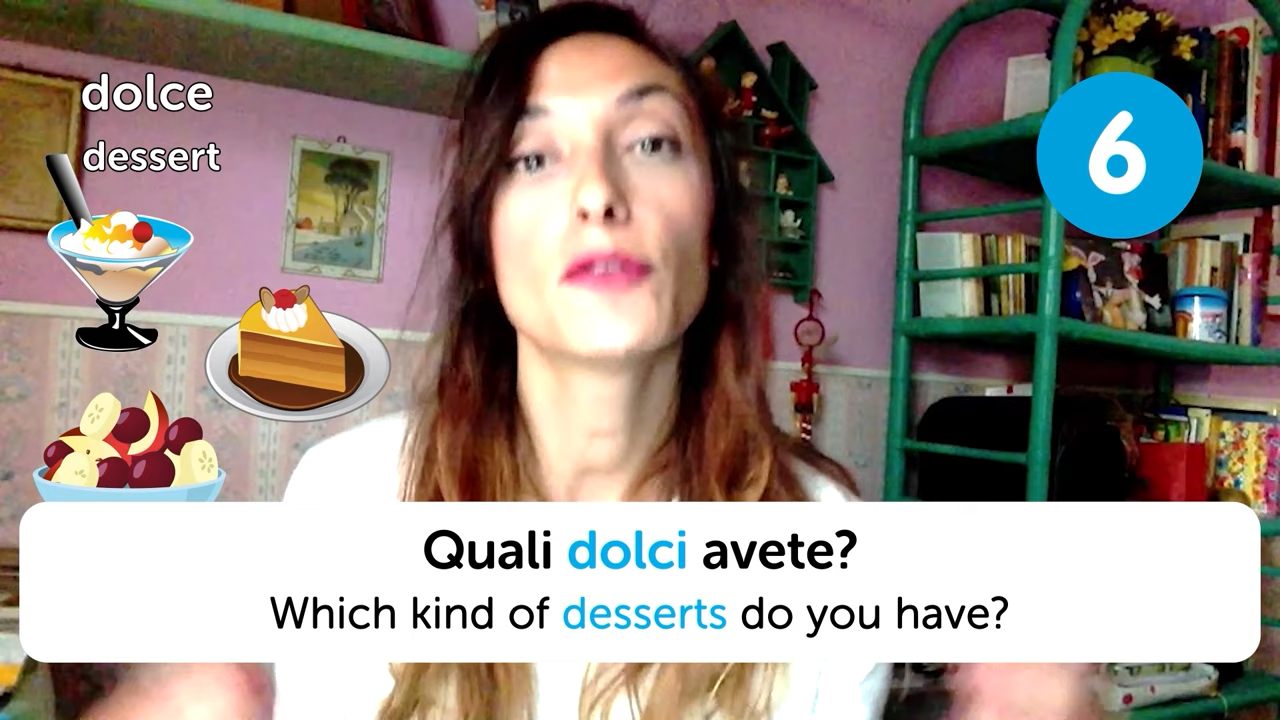 dolce
dessert
6
Quali dolci avete?
Which kind of desserts do you have?